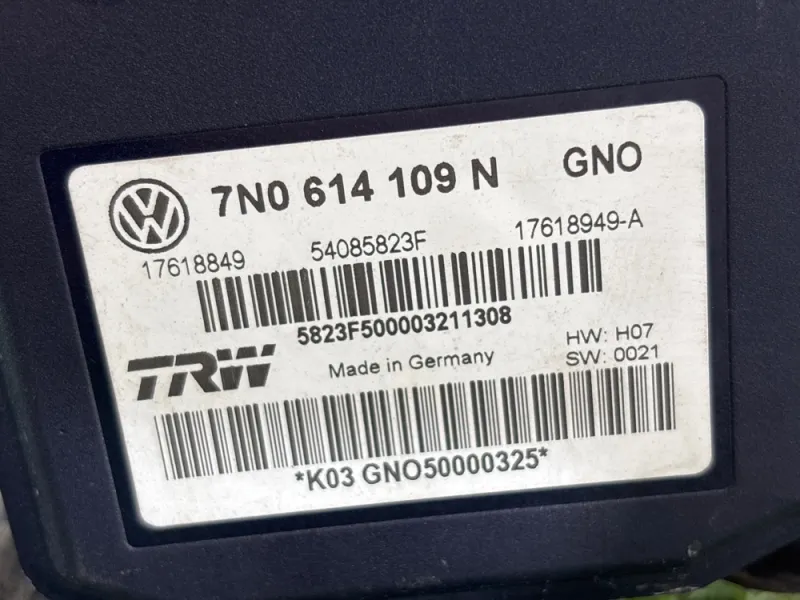 7N0 614 109 N GNO
17618849 54085823F 17618949-A
5823F500003211308
TRW Made in Germany HW: H07
SW: 0021
*K03 GNO50000325*